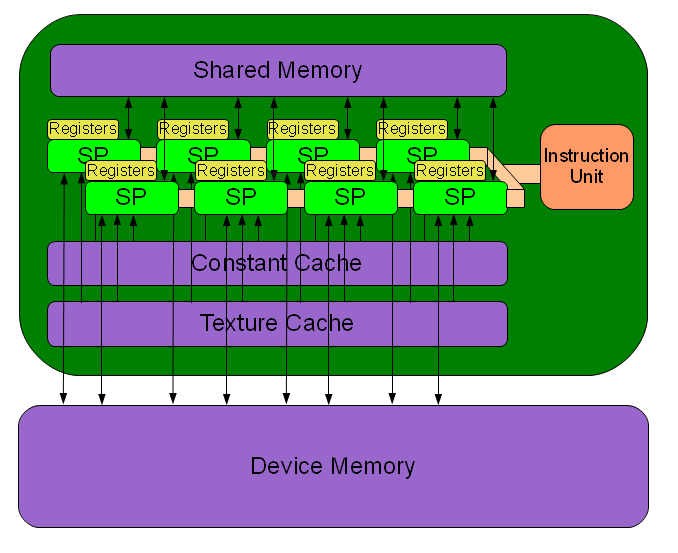 Shared Memory
Registers
Registers
Registers
Registers
SP
SP
SP
SP
Registers
Registers
Registers
Registers
SP
SP
SP
SP
Instruction
Unit
Constant Cache
Texture Cache
Device Memory